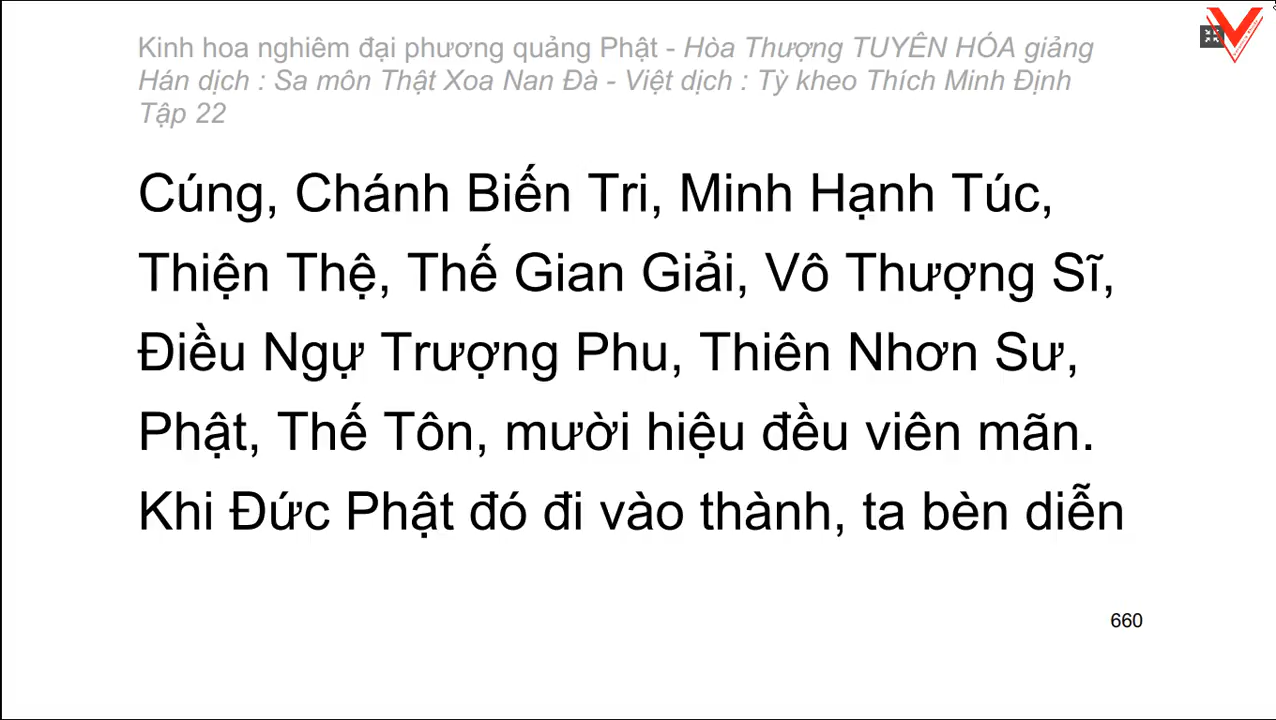 Kinh hoa nghiêm đại phương quảng Phật - Hòa Thượng TUYÊN HÓA giảng
Hán dịch : Sa môn Thật Xoa Nan Đà - Việt dịch : Tỳ kheo Thích Minh Định
Tập 22
Cúng, Chánh Biến Tri, Minh Hạnh Túc,
Thiện Thệ, Thế Gian Giải, Vô Thượng Sĩ,
Điều Ngự Trượng Phu, Thiên Nhơn Sư,
Phật, Thế Tôn, mười hiệu đều viên mãn.
Khi Đức Phật đó đi vào thành, ta bèn diễn
660